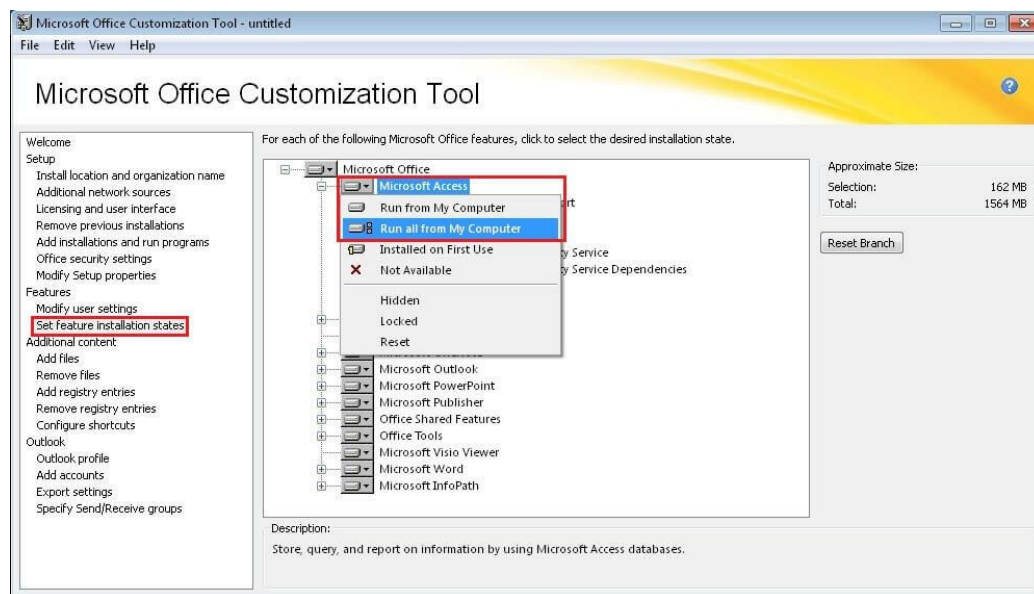 Microsoft Office Customization Tool - untitled
File Edit View Help
Microsoft Office Customization Tool
Welcome
Setup
Install location and organization name
Additional network sources
Licensing and user interface
Remove previous installations
Add installations and run programs
Office security settings
Modify Setup properties
Features
Modify user settings
Set feature installation states
Additional content
Add files
Remove files
Add registry entries
Remove registry entries
Configure shortcuts
Outlook
Outlook profile
Add accounts
Export settings
Specify Send/Receive groups
For each of the following Microsoft Office features, click to select the desired installation state.
Microsoft Office
Microsoft Access
Run from My Computer
Run all from My Computer
Installed on First Use
y Service
Not Available
y Service Dependencies
Hidden
Locked
Reset
Microsoft Outlook
Microsoft PowerPoint
Microsoft Publisher
Office Shared Features
Office Tools
Microsoft Visio Viewer
Microsoft Word
Microsoft InfoPath
Approximate Size:
Selection: 162 MB
Total: 1564 MB
Reset Branch
Description:
Store, query, and report on information by using Microsoft Access databases.